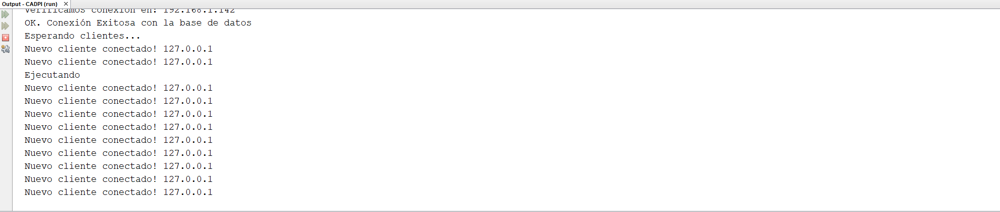 Output - CADPI (run)
Verificamos conexión en: 192.168.1.142
OK. Conexión Exitosa con la base de datos
Esperando clientes...
Nuevo cliente conectado! 127.0.0.1
Nuevo cliente conectado! 127.0.0.1
Ejecutando
Nuevo cliente conectado! 127.0.0.1
Nuevo cliente conectado! 127.0.0.1
Nuevo cliente conectado! 127.0.0.1
Nuevo cliente conectado! 127.0.0.1
Nuevo cliente conectado! 127.0.0.1
Nuevo cliente conectado! 127.0.0.1
Nuevo cliente conectado! 127.0.0.1
Nuevo cliente conectado! 127.0.0.1
Nuevo cliente conectado! 127.0.0.1